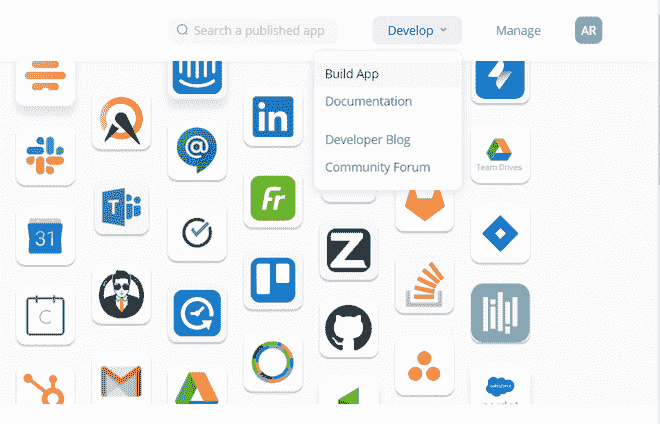 Search a published app
Develop
Manage
AR
Build App
Documentation
Developer Blog
Community Forum
in
@
Team Drives
T
Fr
31
Z
C
salesforce